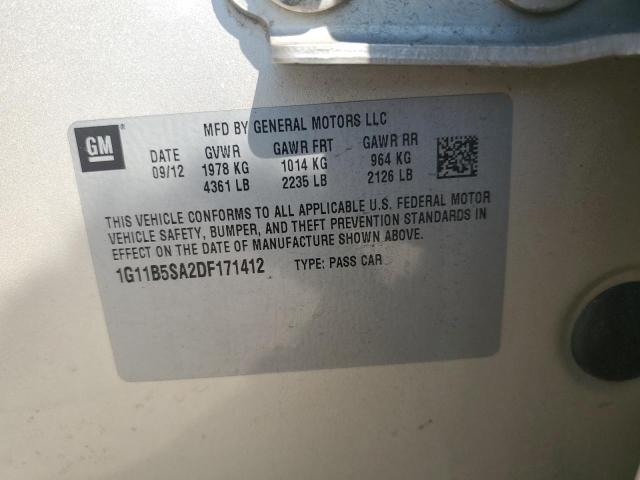 GM
MFD BY GENERAL MOTORS LLC
DATE GVWR GAWR FRT GAWR RR
09/12 1978 KG 1014 KG 964 KG
4361 LB 2235 LB 2126 LB
THIS VEHICLE CONFORMS TO ALL APPLICABLE U.S. FEDERAL MOTOR
VEHICLE SAFETY, BUMPER, AND THEFT PREVENTION STANDARDS IN
EFFECT ON THE DATE OF MANUFACTURE SHOWN ABOVE.
1G11B5SA2DF171412 TYPE: PASS CAR